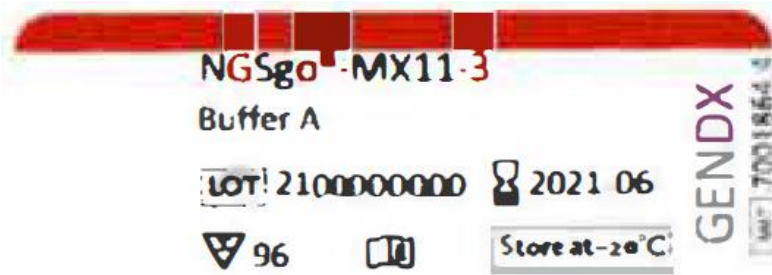 NGSgo®-MX11-3
Buffer A
LOT 2100000000 2021 06
96
Store at -20°C
GENDX